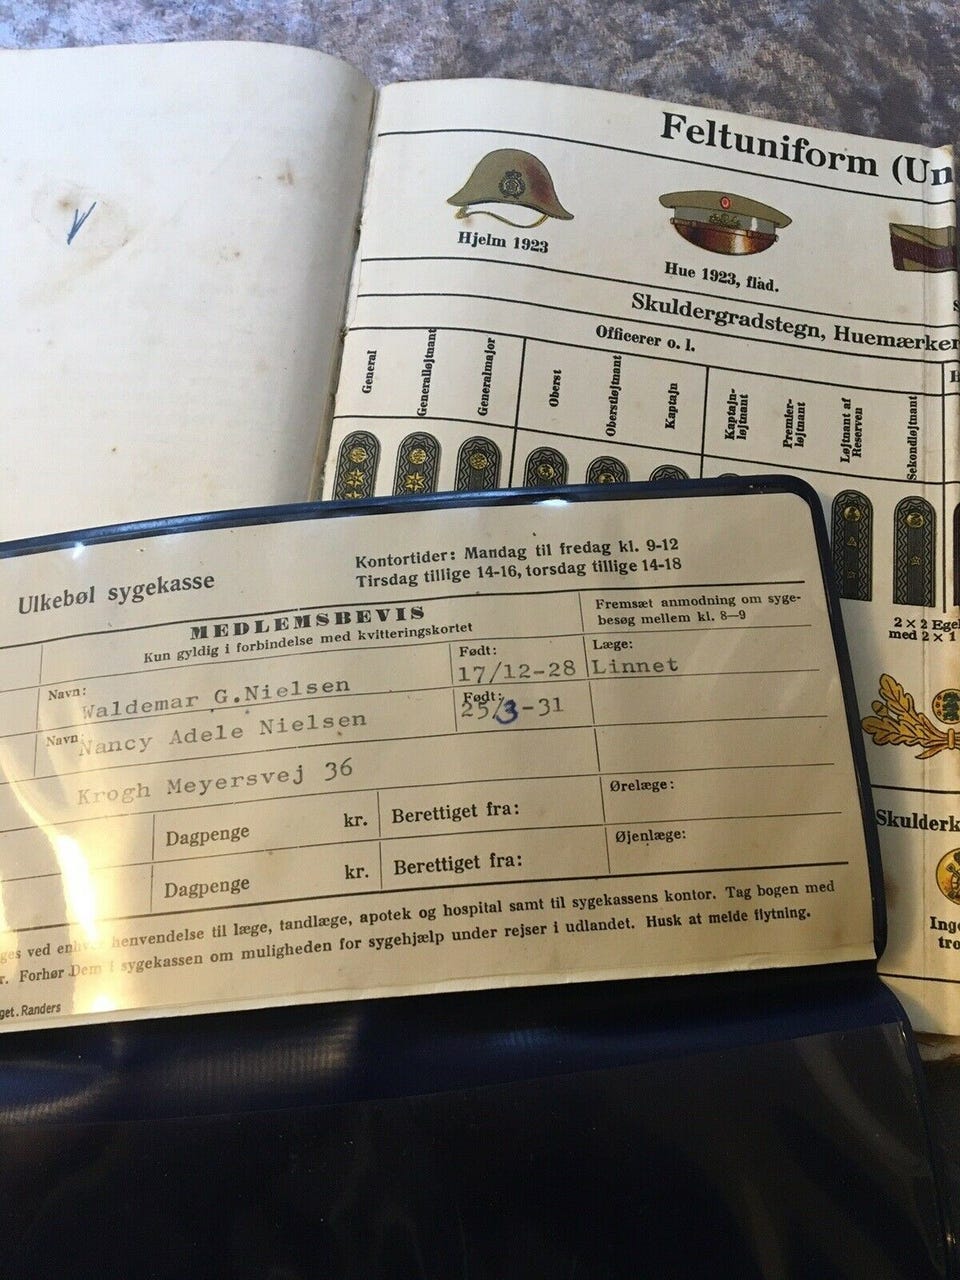 Feltuniform (Un
Hjelm 1923
Hue 1923, flad.
Skuldergradstegn, Huemærker
Officerer o. l.
General
Generalløjtnant
Generalmajor
Oberst
Oberstløjtnant
Kaptajn
Kaptajn-
løjtnant
Premier-
løjtnant
Løjtnant af
Reserven
Sekondløjtnant
2 × 2 Egel
med 2 × 1
Skulderk
Inge
tro
Ulkebøl sygekasse
Kontortider: Mandag til fredag kl. 9-12
Tirsdag tillige 14-16, torsdag tillige 14-18
MEDLEMSBEVIS
Kun gyldig i forbindelse med kvitteringskortet
Fremsæt anmodning om syge-
besøg mellem kl. 8—9
Navn: Waldemar G.Nielsen
Født: 17/12-28
Læge: Linnet
Navn: Nancy Adele Nielsen
Født: 25/3-31
Krogh Meyersvej 36
Ørelæge:
Dagpenge kr. Berettiget fra:
Øjenlæge:
Dagpenge kr. Berettiget fra:
ges ved enhver henvendelse til læge, tandlæge, apotek og hospital samt til sygekassens kontor. Tag bogen med
r. Forhør Dem i sygekassen om muligheden for sygehjælp under rejser i udlandet. Husk at melde flytning.
get. Randers